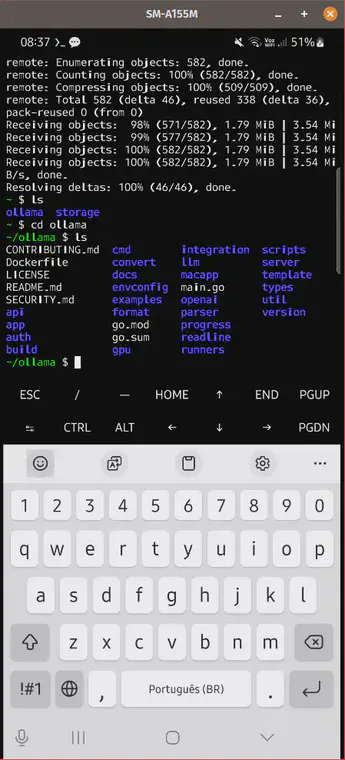 SM-A155M
08:37 >_
Voz WiFi 51%
remote: Enumerating objects: 582, done.
remote: Counting objects: 100% (582/582), done.
remote: Compressing objects: 100% (509/509), done.
remote: Total 582 (delta 46), reused 338 (delta 36),
pack-reused 0 (from 0)
Receiving objects:  98% (571/582), 1.79 MiB | 3.54 Mi
Receiving objects:  99% (577/582), 1.79 MiB | 3.54 Mi
Receiving objects: 100% (582/582), 1.79 MiB | 3.54 Mi
Receiving objects: 100% (582/582), 1.79 MiB | 3.54 Mi
B/s, done.
Resolving deltas: 100% (46/46), done.
~ $ ls
ollama  storage
~ $ cd ollama
~/ollama $ ls
CONTRIBUTING.md  cmd        integration  scripts
Dockerfile       convert    llm          server
LICENSE          docs       macapp       template
README.md        envconfig  main.go      types
SECURITY.md      examples   openai       util
api              format     parser       version
app              go.mod     progress
auth             go.sum     readline
build            gpu        runners
~/ollama $
ESC / — HOME ↑ END PGUP
↹ CTRL ALT ← ↓ → PGDN
1 2 3 4 5 6 7 8 9 0
q w e r t y u i o p
a s d f g h j k l
z x c v b n m
!#1 , Português (BR) .